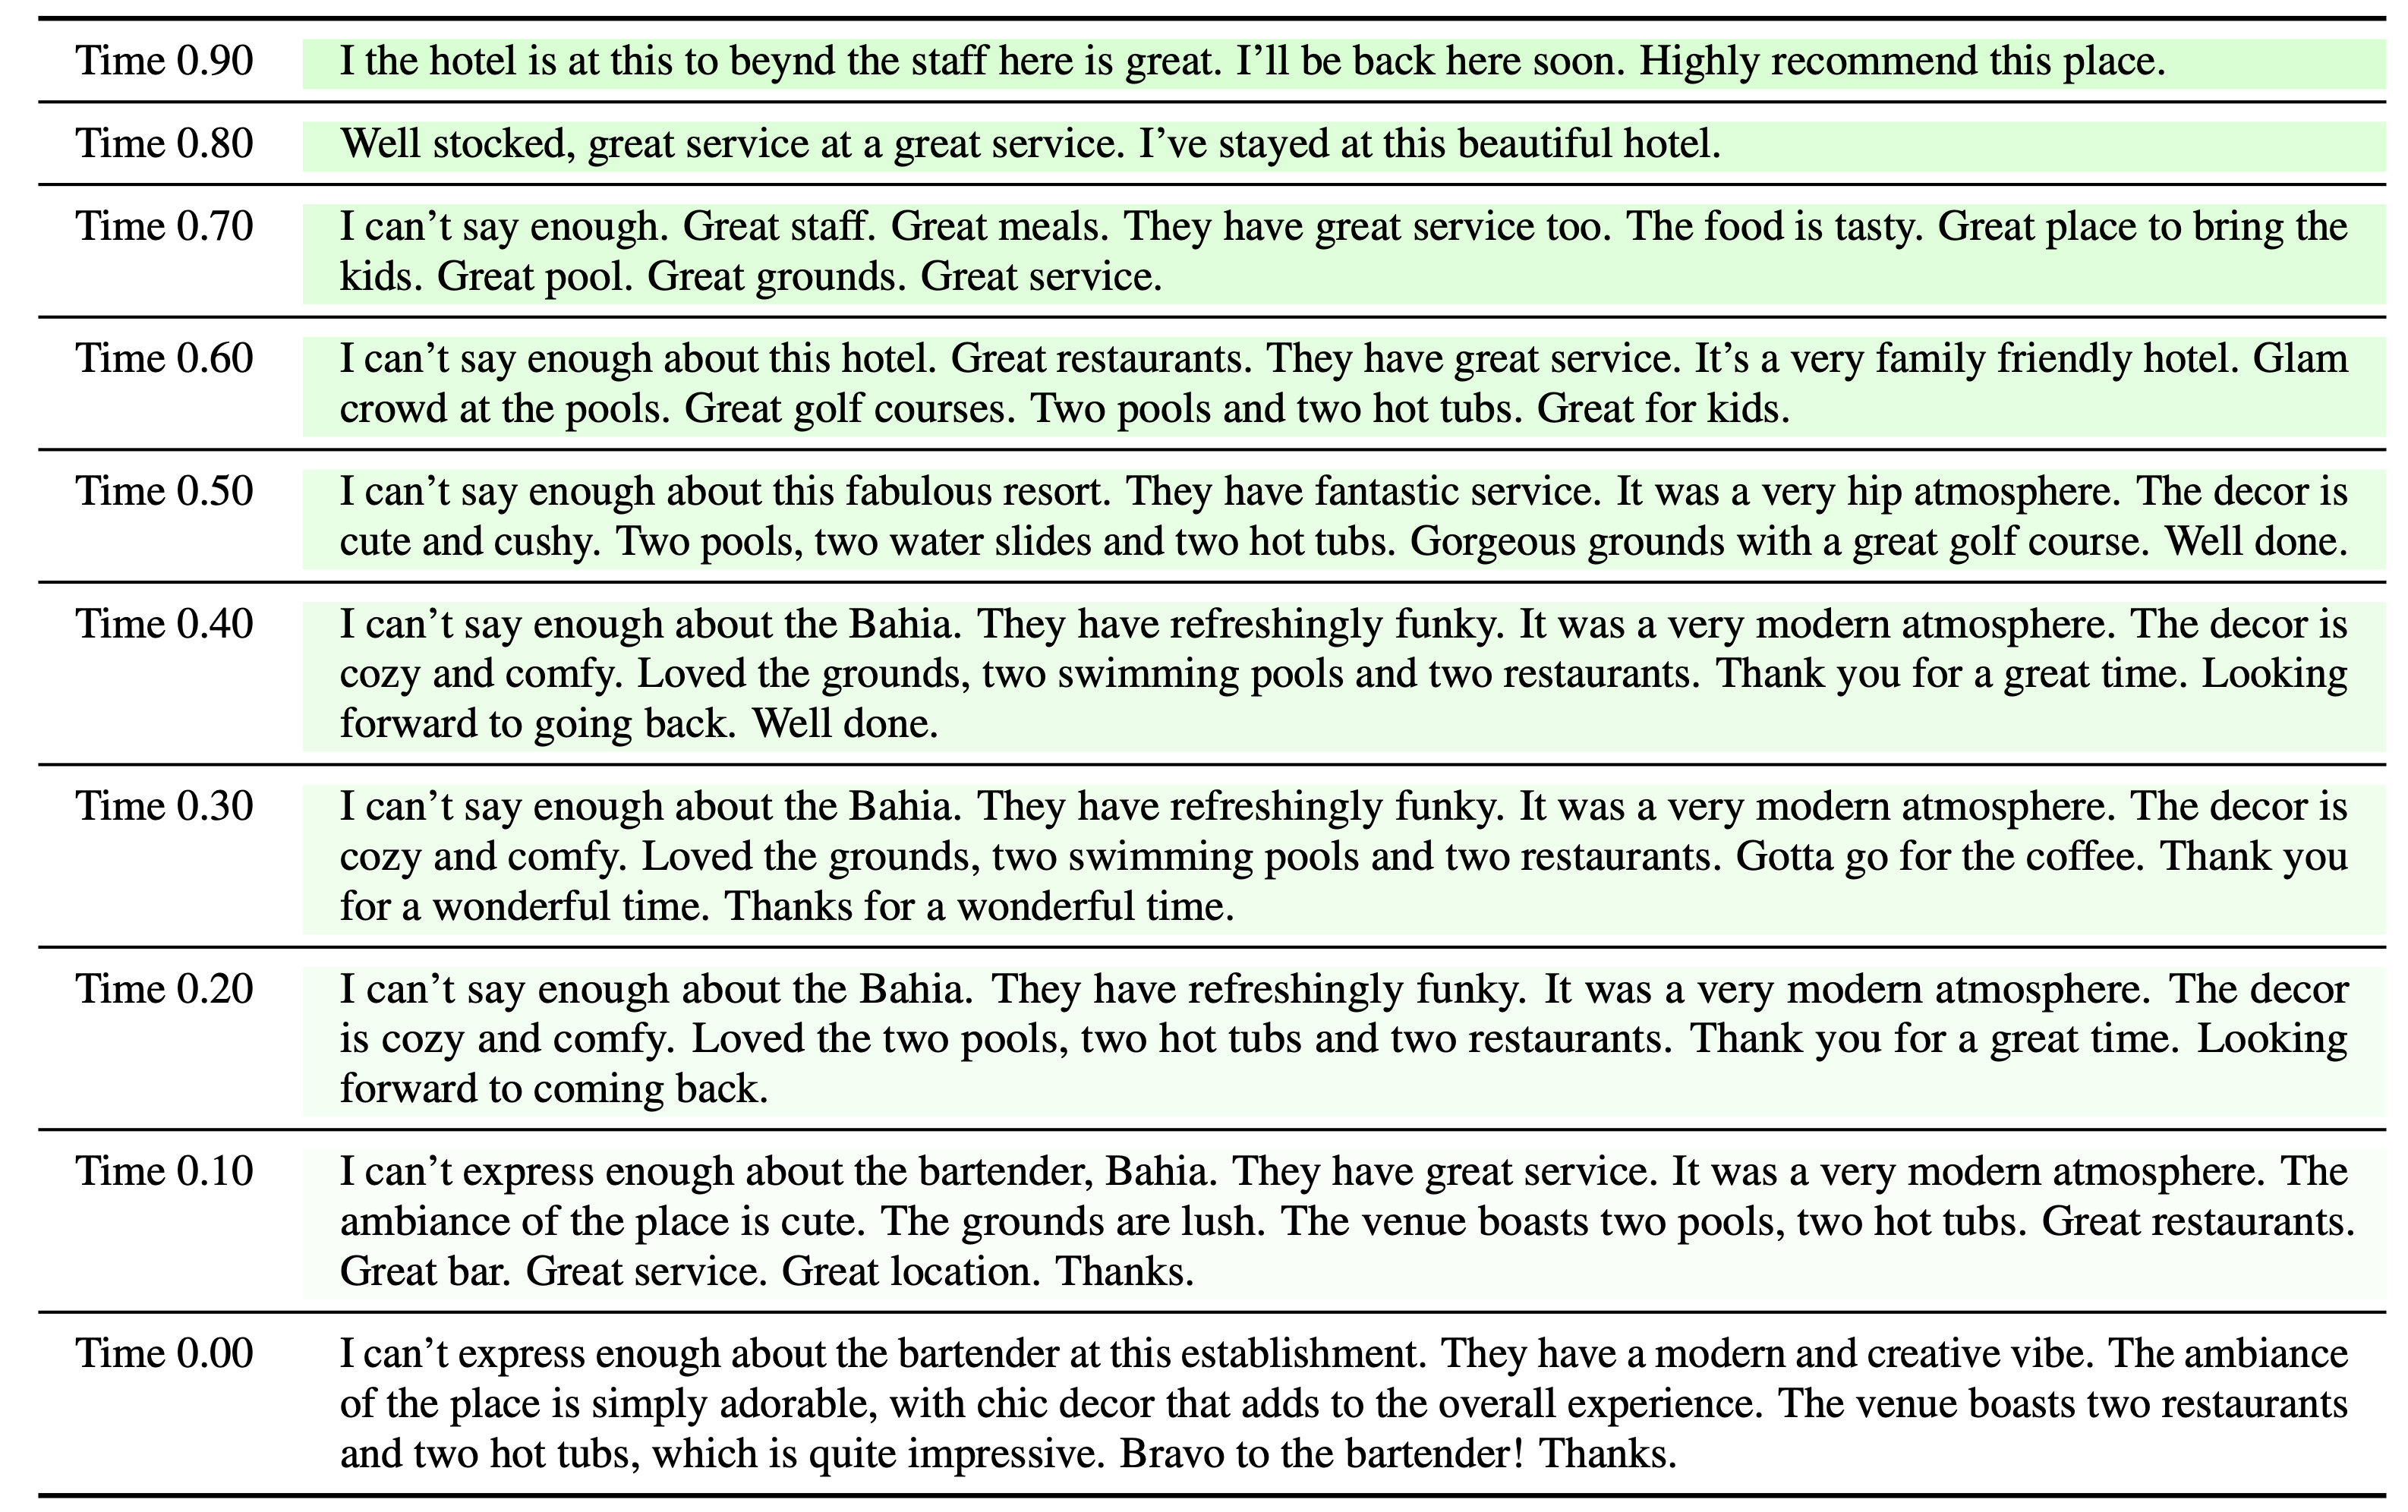 Time 0.90 I the hotel is at this to beynd the staff here is great. I’ll be back here soon. Highly recommend this place.
Time 0.80 Well stocked, great service at a great service. I’ve stayed at this beautiful hotel.
Time 0.70 I can’t say enough. Great staff. Great meals. They have great service too. The food is tasty. Great place to bring the
kids. Great pool. Great grounds. Great service.
Time 0.60 I can’t say enough about this hotel. Great restaurants. They have great service. It’s a very family friendly hotel. Glam
crowd at the pools. Great golf courses. Two pools and two hot tubs. Great for kids.
Time 0.50 I can’t say enough about this fabulous resort. They have fantastic service. It was a very hip atmosphere. The decor is
cute and cushy. Two pools, two water slides and two hot tubs. Gorgeous grounds with a great golf course. Well done.
Time 0.40 I can’t say enough about the Bahia. They have refreshingly funky. It was a very modern atmosphere. The decor is
cozy and comfy. Loved the grounds, two swimming pools and two restaurants. Thank you for a great time. Looking
forward to going back. Well done.
Time 0.30 I can’t say enough about the Bahia. They have refreshingly funky. It was a very modern atmosphere. The decor is
cozy and comfy. Loved the grounds, two swimming pools and two restaurants. Gotta go for the coffee. Thank you
for a wonderful time. Thanks for a wonderful time.
Time 0.20 I can’t say enough about the Bahia. They have refreshingly funky. It was a very modern atmosphere. The decor
is cozy and comfy. Loved the two pools, two hot tubs and two restaurants. Thank you for a great time. Looking
forward to coming back.
Time 0.10 I can’t express enough about the bartender, Bahia. They have great service. It was a very modern atmosphere. The
ambiance of the place is cute. The grounds are lush. The venue boasts two pools, two hot tubs. Great restaurants.
Great bar. Great service. Great location. Thanks.
Time 0.00 I can’t express enough about the bartender at this establishment. They have a modern and creative vibe. The ambiance
of the place is simply adorable, with chic decor that adds to the overall experience. The venue boasts two restaurants
and two hot tubs, which is quite impressive. Bravo to the bartender! Thanks.